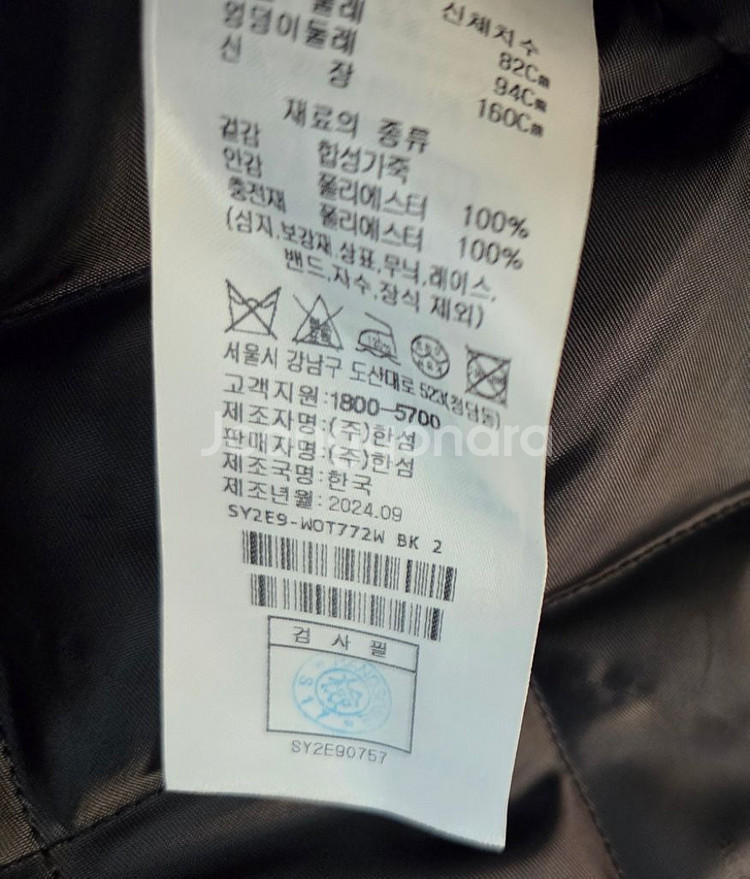 둘레 82Cm
신체치수
엉덩이둘레 94Cm
신 장 160Cm
재료의 종류
겉감 합성가죽
안감 폴리에스터 100%
충전재 폴리에스터 100%
(심지,보강재,상표,무늬,레이스,
밴드,자수,장식 제외)
서울시 강남구 도산대로 523(청담동)
고객지원:1800-5700
제조자명:(주)한섬
판매자명:(주)한섬
제조국명:한국
제조년월:2024.09
SY2E9-WOT772W BK 2
검 사 필
HANDSOME
SY2E90757
Joonggonara